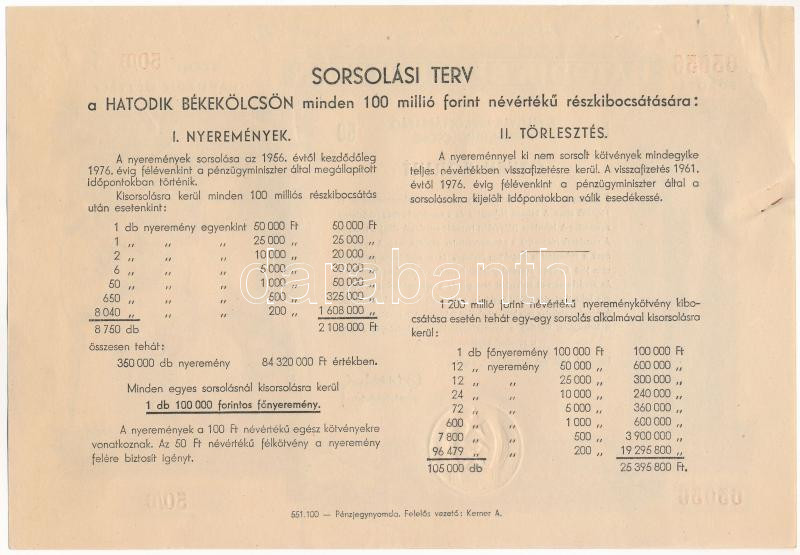 SORSOLÁSI TERV
a HATODIK BÉKEKÖLCSÖN minden 100 millió forint névértékű részkibocsátására:
I. NYEREMÉNYEK.
A nyeremények sorsolása az 1956. évtől kezdődőleg
1976. évig félévenkint a pénzügyminiszter által megállapított
időpontokban történik.
Kisorsolásra kerül minden 100 milliós részkibocsátás
után esetenkint:
1 db nyeremény egyenkint 50 000 Ft 50 000 Ft
1 „ „ „ 25 000 „ 25 000 „
2 „ „ „ 10 000 „ 20 000 „
6 „ „ „ 5 000 „ 30 000 „
50 „ „ „ 1 000 „ 50 000 „
650 „ „ „ 500 „ 325 000 „
8 040 „ „ „ 200 „ 1 608 000 „
8 750 db 2 108 000 Ft
összesen tehát:
350 000 db nyeremény 84 320 000 Ft értékben.
Minden egyes sorsolásnál kisorsolásra kerül
1 db 100 000 forintos főnyeremény.
A nyeremények a 100 Ft névértékű egész kötvényekre
vonatkoznak. Az 50 Ft névértékű félkötvény a nyeremény
felére biztosít igényt.
II. TÖRLESZTÉS.
A nyereménnyel ki nem sorsolt kötvények mindegyike
teljes névértékben visszafizetésre kerül. A visszafizetés 1961.
évtől 1976. évig félévenkint a pénzügyminiszter által a
sorsolásokra kijelölt időpontokban válik esedékessé.
1 200 millió forint névértékű nyereménykötvény kibo-
csátása esetén tehát egy-egy sorsolás alkalmával kisorsolásra
kerül:
1 db főnyeremény 100 000 Ft 100 000 Ft
12 „ nyeremény 50 000 „ 600 000 „
12 „ „ 25 000 „ 300 000 „
24 „ „ 10 000 „ 240 000 „
72 „ „ 5 000 „ 360 000 „
600 „ „ 1 000 „ 600 000 „
7 800 „ „ 500 „ 3 900 000 „
96 479 „ „ 200 „ 19 295 800 „
105 000 db 25 395 800 Ft.
551.100 — Pénzjegynyomda. Felelős vezető: Kerner A.
darabanth